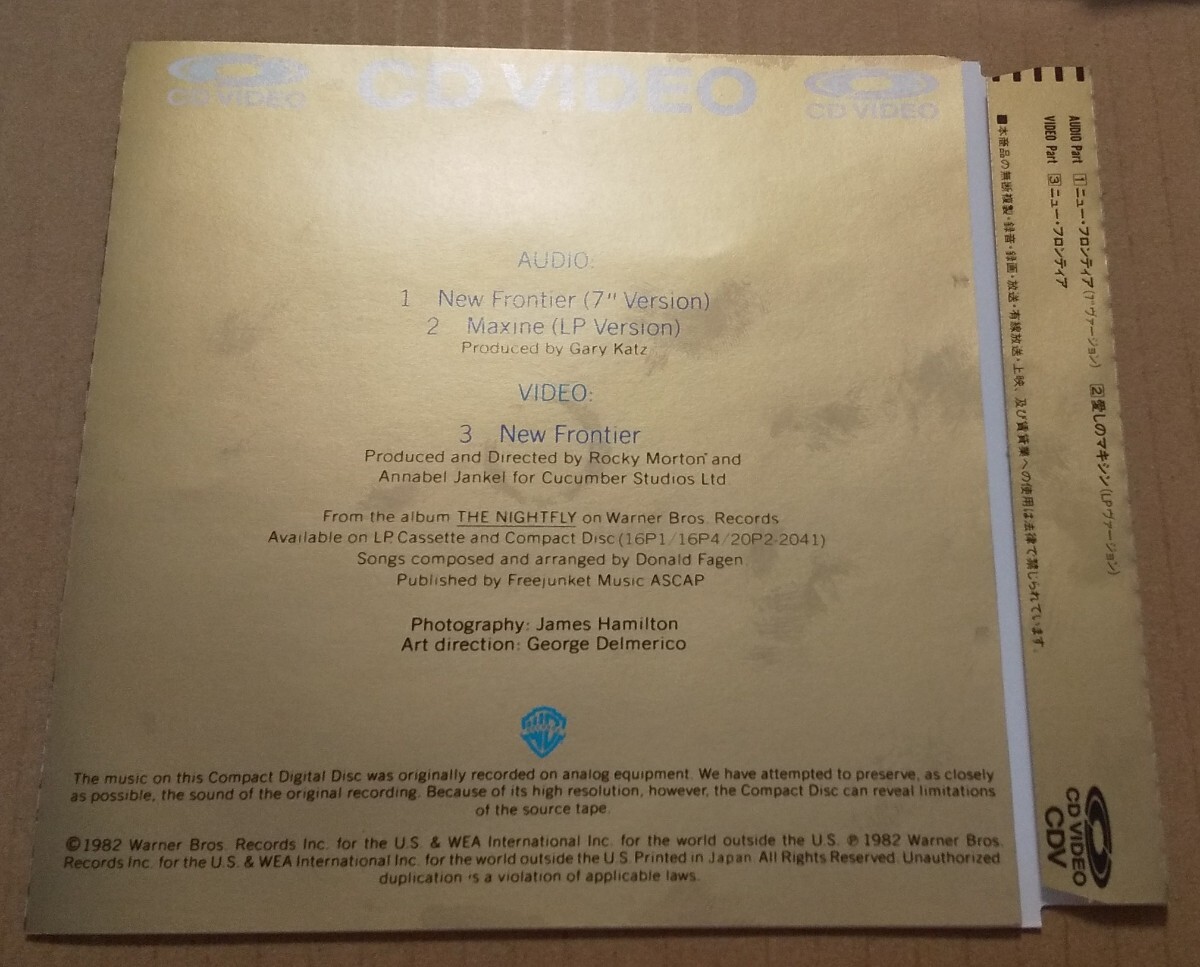 CD VIDEO
CD VIDEO
CD VIDEO
AUDIO:
1 New Frontier (7" Version)
2 Maxine (LP Version)
Produced by Gary Katz
VIDEO:
3 New Frontier
Produced and Directed by Rocky Morton and
Annabel Jankel for Cucumber Studios Ltd.
From the album THE NIGHTFLY on Warner Bros. Records
Available on LP, Cassette and Compact Disc (16P1/16P4/20P2-2041)
Songs composed and arranged by Donald Fagen
Published by Freejunket Music ASCAP
Photography: James Hamilton
Art direction: George Delmerico
The music on this Compact Digital Disc was originally recorded on analog equipment. We have attempted to preserve, as closely
as possible, the sound of the original recording. Because of its high resolution, however, the Compact Disc can reveal limitations
of the source tape.
©1982 Warner Bros. Records Inc. for the U.S. & WEA International Inc. for the world outside the U.S. ℗ 1982 Warner Bros.
Records Inc. for the U.S. & WEA International Inc. for the world outside the U.S. Printed in Japan. All Rights Reserved. Unauthorized
duplication is a violation of applicable laws.
AUDIO Part 1 ニュー・フロンティア(7"ヴァージョン) 2 愛しのマキシン(LPヴァージョン)
VIDEO Part 3 ニュー・フロンティア
■本商品の無断複製・録音・録画・放送・有線放送・上映、及び賃貸業への使用は法律で禁じられています。
CD VIDEO
CDV